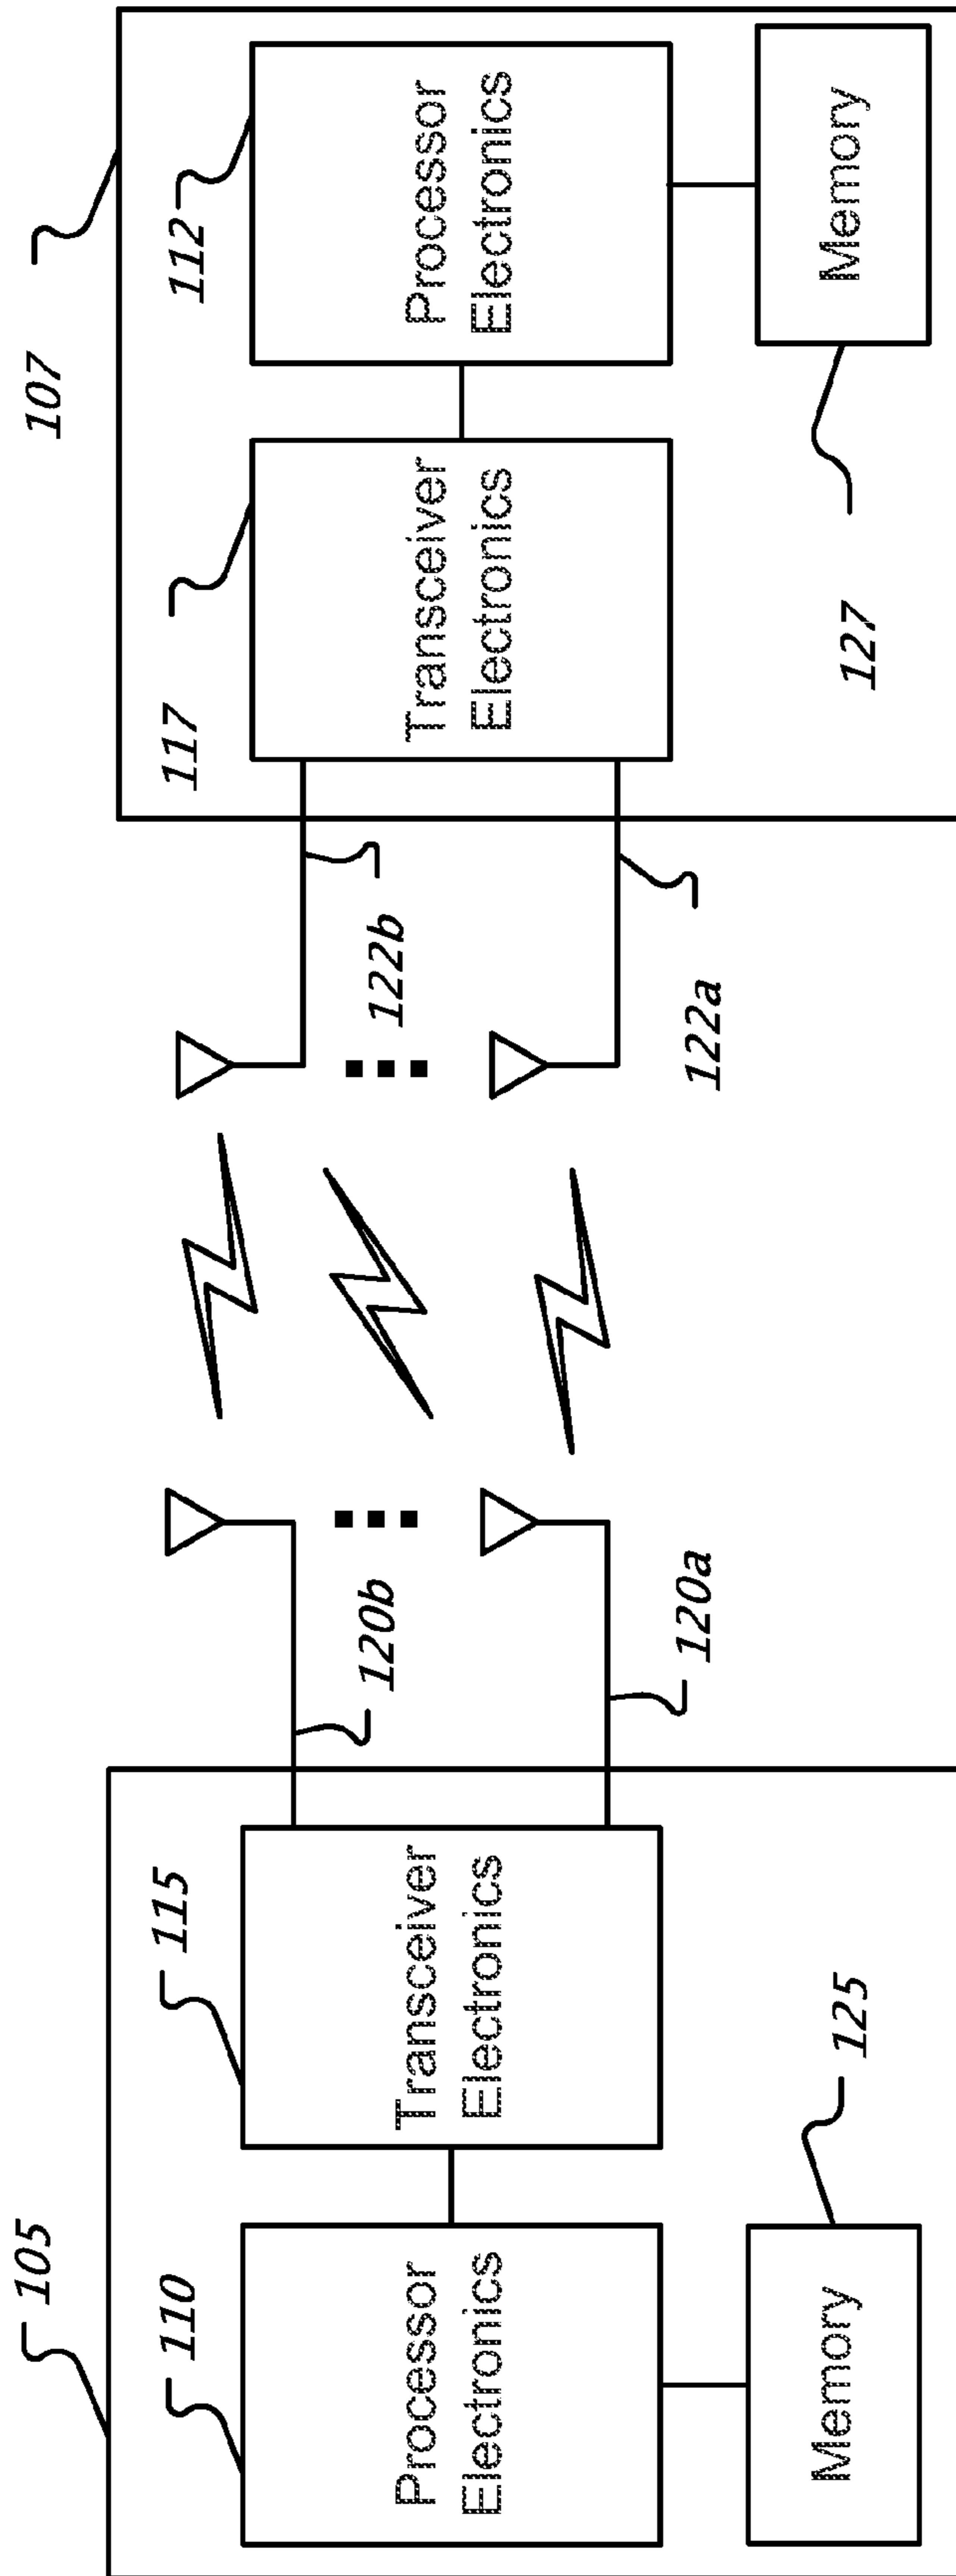 105
110
Processor
Electronics
115
Transceiver
Electronics
Memory
125
120b
120a
122b
122a
107
117
Transceiver
Electronics
112
Processor
Electronics
127
Memory